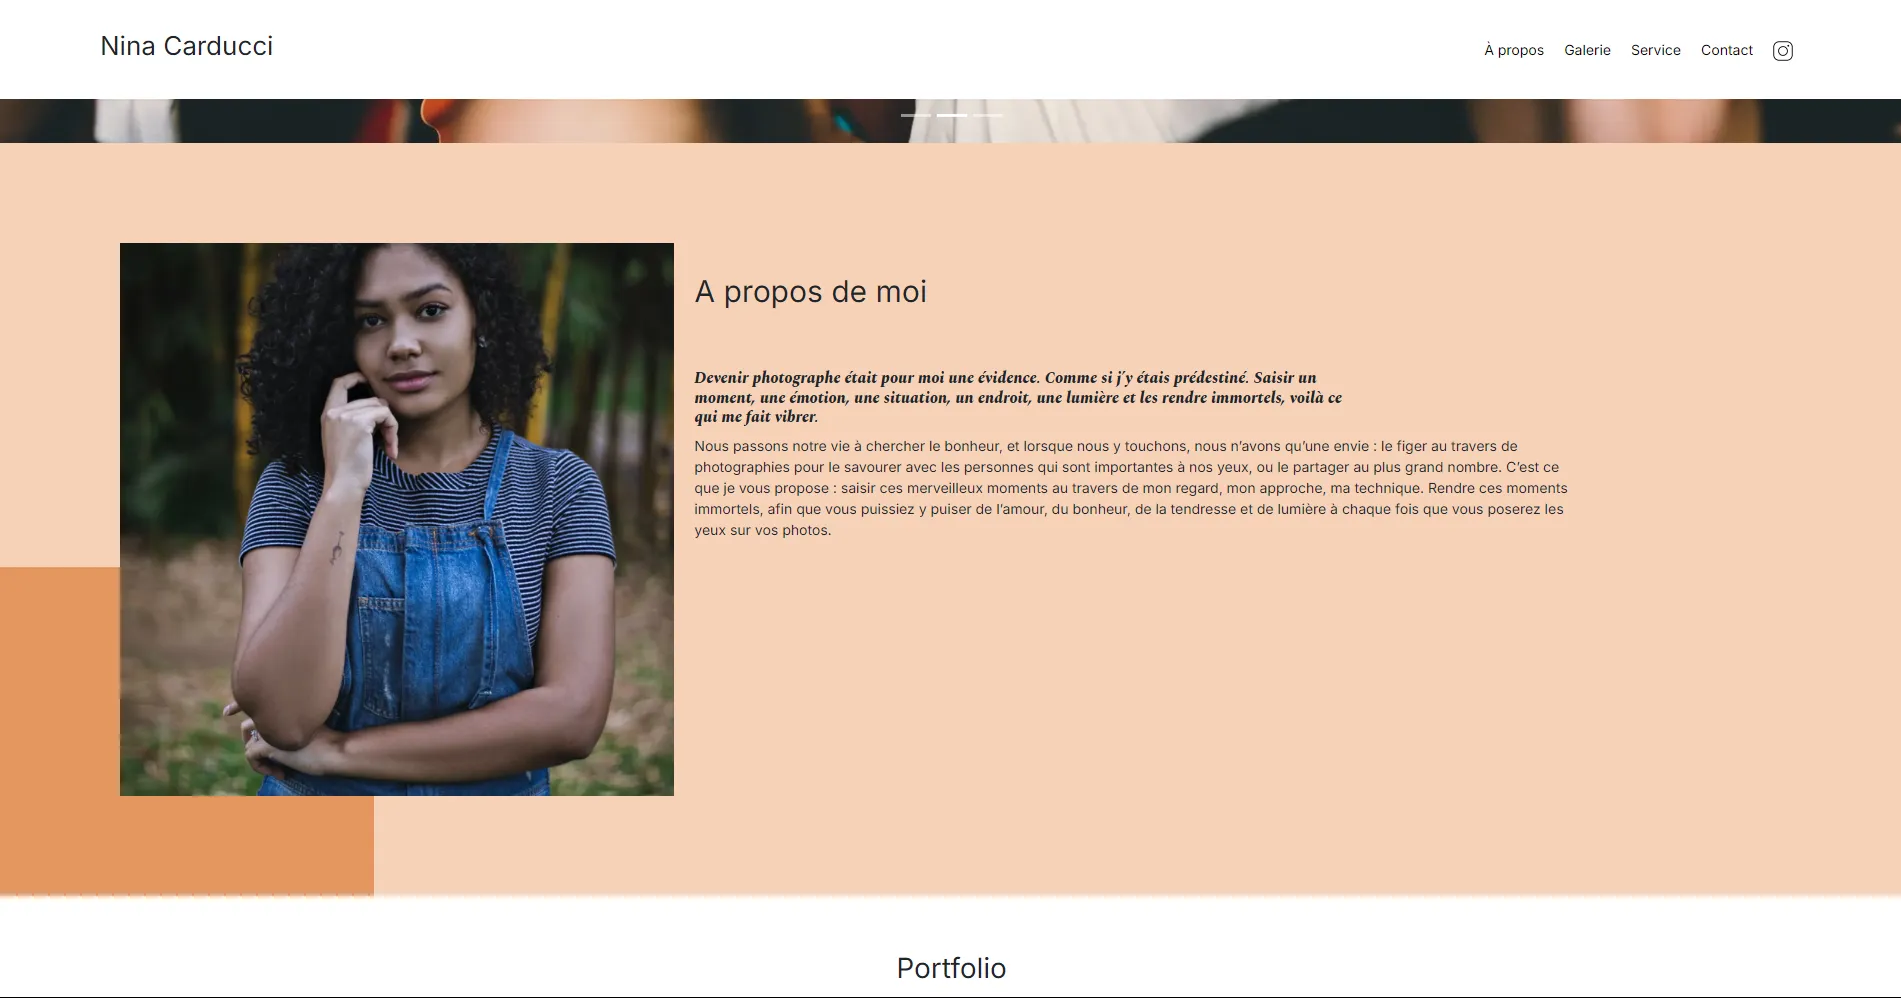 Nina Carducci
À propos Galerie Service Contact
A propos de moi
Devenir photographe était pour moi une évidence. Comme si j'y étais prédestiné. Saisir un
moment, une émotion, une situation, un endroit, une lumière et les rendre immortels, voilà ce
qui me fait vibrer.
Nous passons notre vie à chercher le bonheur, et lorsque nous y touchons, nous n’avons qu’une envie : le figer au travers de
photographies pour le savourer avec les personnes qui sont importantes à nos yeux, ou le partager au plus grand nombre. C’est ce
que je vous propose : saisir ces merveilleux moments au travers de mon regard, mon approche, ma technique. Rendre ces moments
immortels, afin que vous puissiez y puiser de l’amour, du bonheur, de la tendresse et de lumière à chaque fois que vous poserez les
yeux sur vos photos.
Portfolio